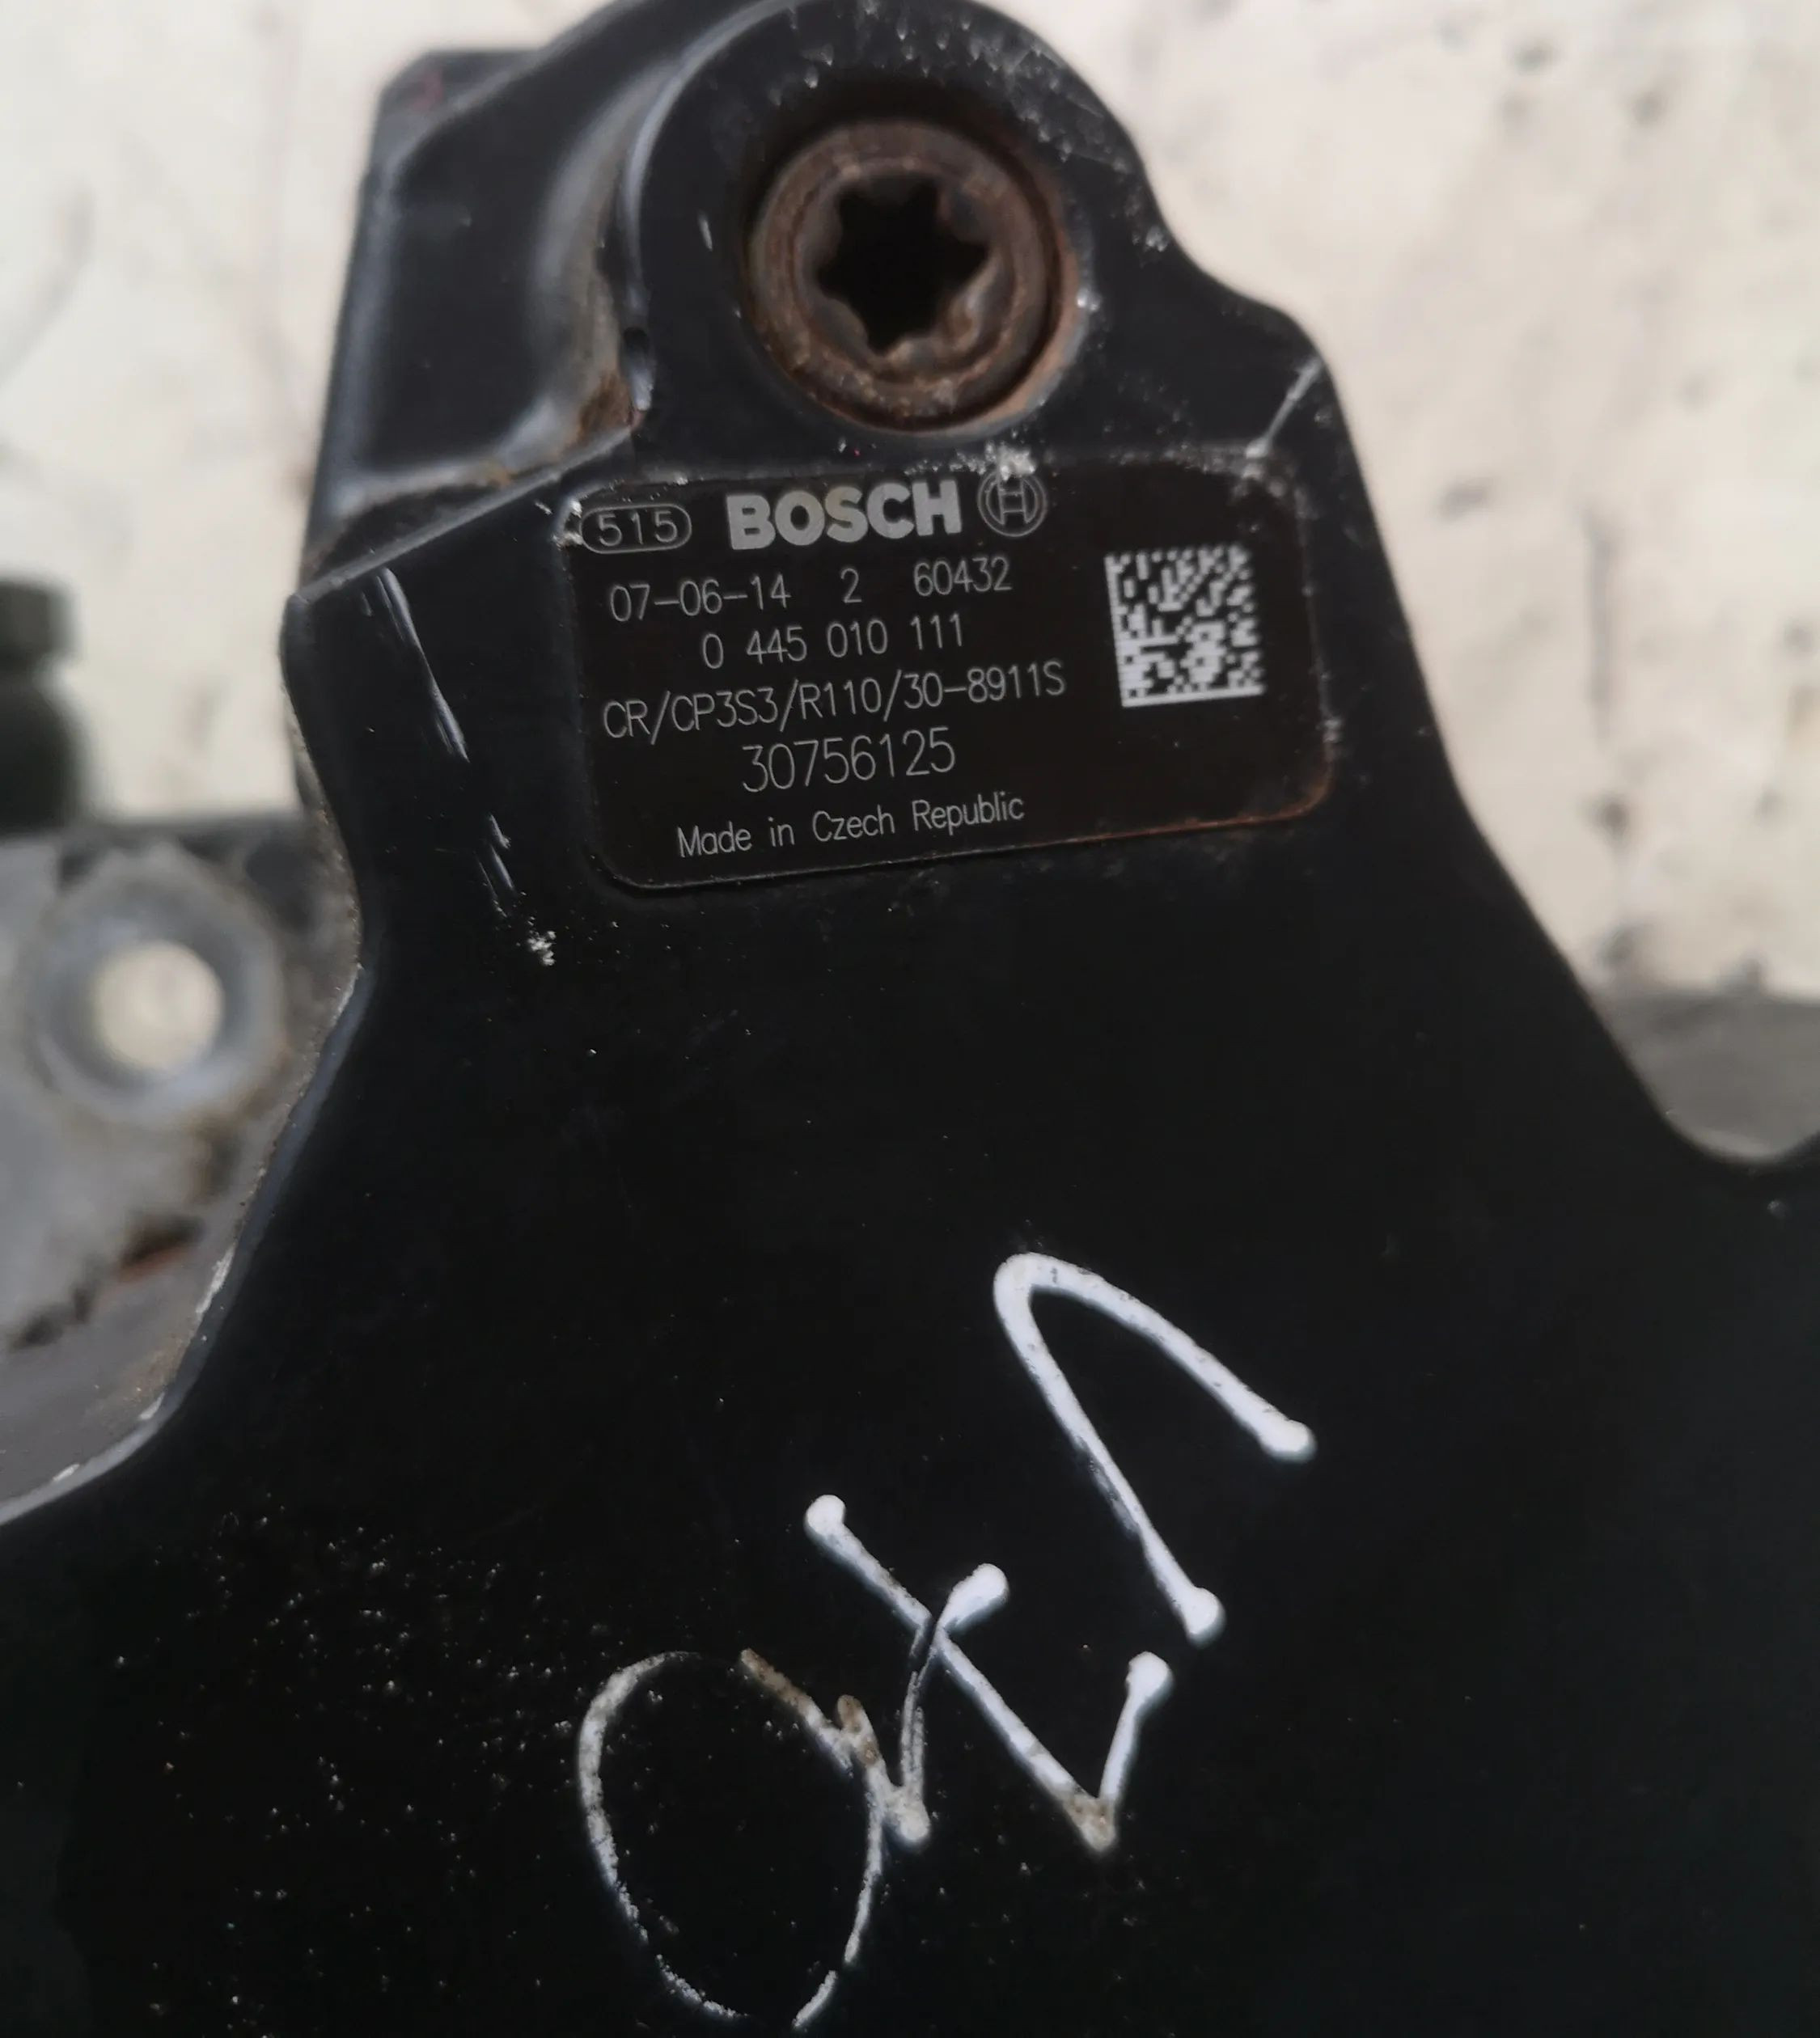 515 BOSCH
07-06-14 2 60432
0 445 010 111
CR/CP3S3/R110/30-8911S
30756125
Made in Czech Republic